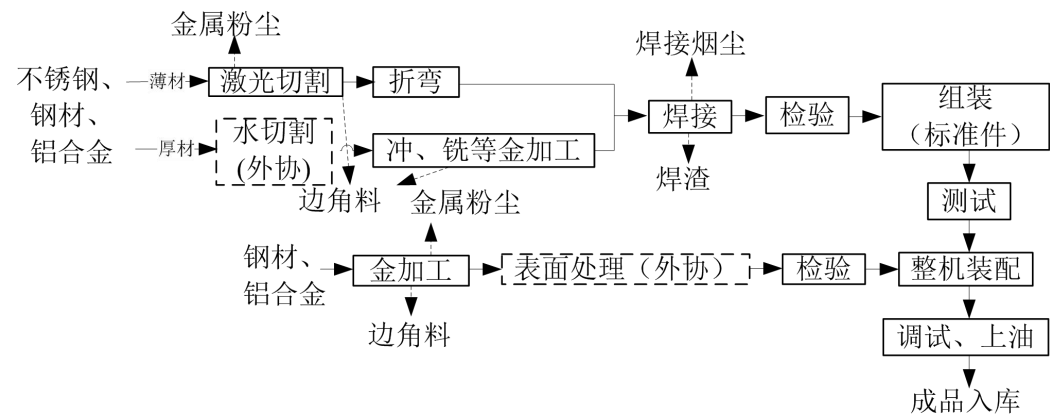 金属粉尘
焊接烟尘
不锈钢、
钢材、
铝合金
薄材
激光切割
折弯
焊接
检验
组装
（标准件）
厚材
水切割
(外协)
冲、铣等金加工
焊渣
边角料
金属粉尘
测试
钢材、
铝合金
金加工
表面处理（外协）
检验
整机装配
边角料
调试、上油
成品入库